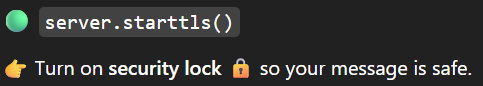 🟢 server.starttls()
👉 Turn on security lock 🔒 so your message is safe.